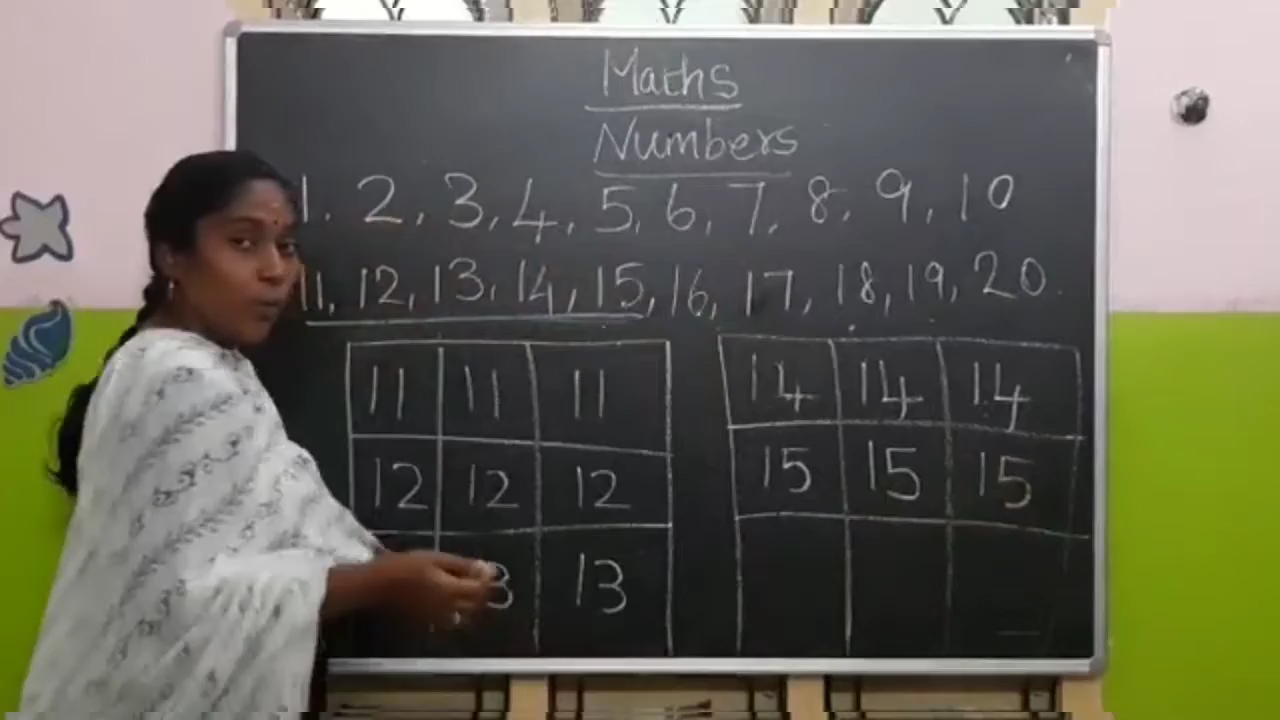 Maths
Numbers
1. 2, 3, 4, 5, 6, 7, 8, 9, 10
11, 12, 13, 14, 15, 16, 17, 18, 19, 20.
11 11 11
12 12 12
3 13
14 14 14
15 15 15